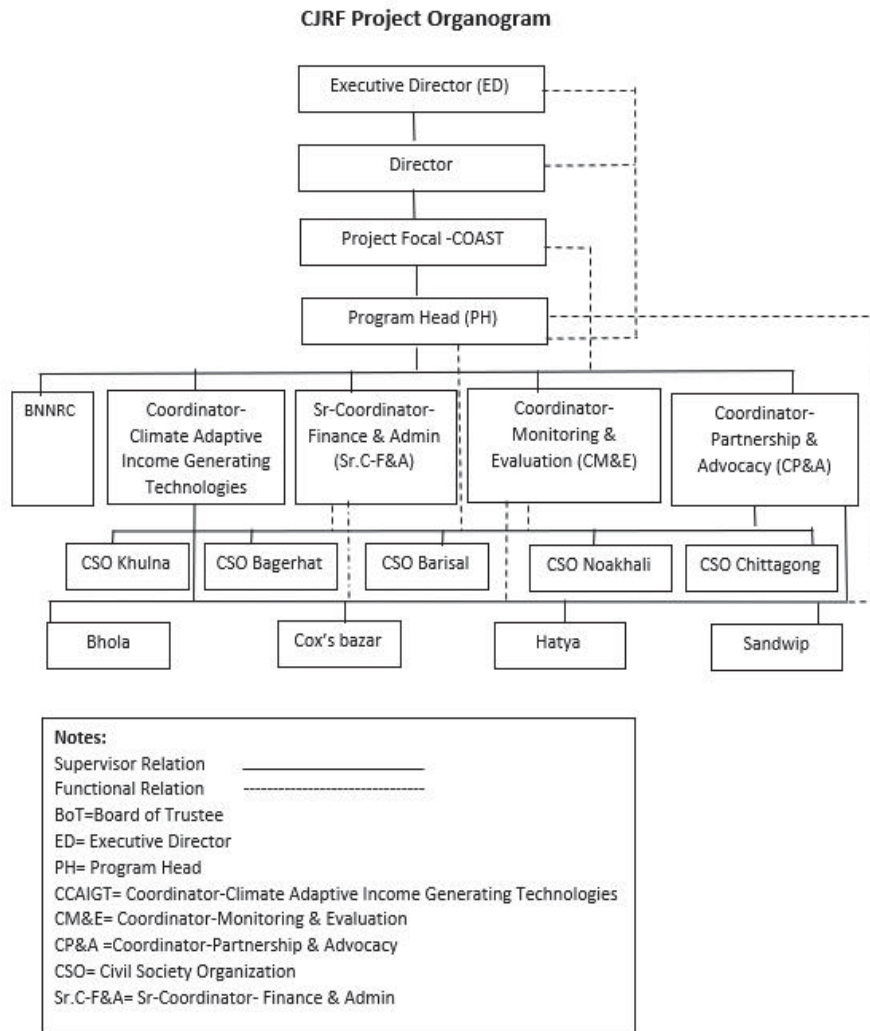 CJRF Project Organogram
Executive Director (ED)
Director
Project Focal -COAST
Program Head (PH)
BNNRC
Coordinator-
Climate Adaptive
Income Generating
Technologies
Sr-Coordinator-
Finance & Admin
(Sr.C-F&A)
Coordinator-
Monitoring &
Evaluation (CM&E)
Coordinator-
Partnership &
Advocacy (CP&A)
CSO Khulna
CSO Bagerhat
CSO Barisal
CSO Noakhali
CSO Chittagong
Bhola
Cox's bazar
Hatya
Sandwip
Notes:
Supervisor Relation
Functional Relation
BoT=Board of Trustee
ED= Executive Director
PH= Program Head
CCAIGT= Coordinator-Climate Adaptive Income Generating Technologies
CM&E= Coordinator-Monitoring & Evaluation
CP&A =Coordinator-Partnership & Advocacy
CSO= Civil Society Organization
Sr.C-F&A= Sr-Coordinator- Finance & Admin